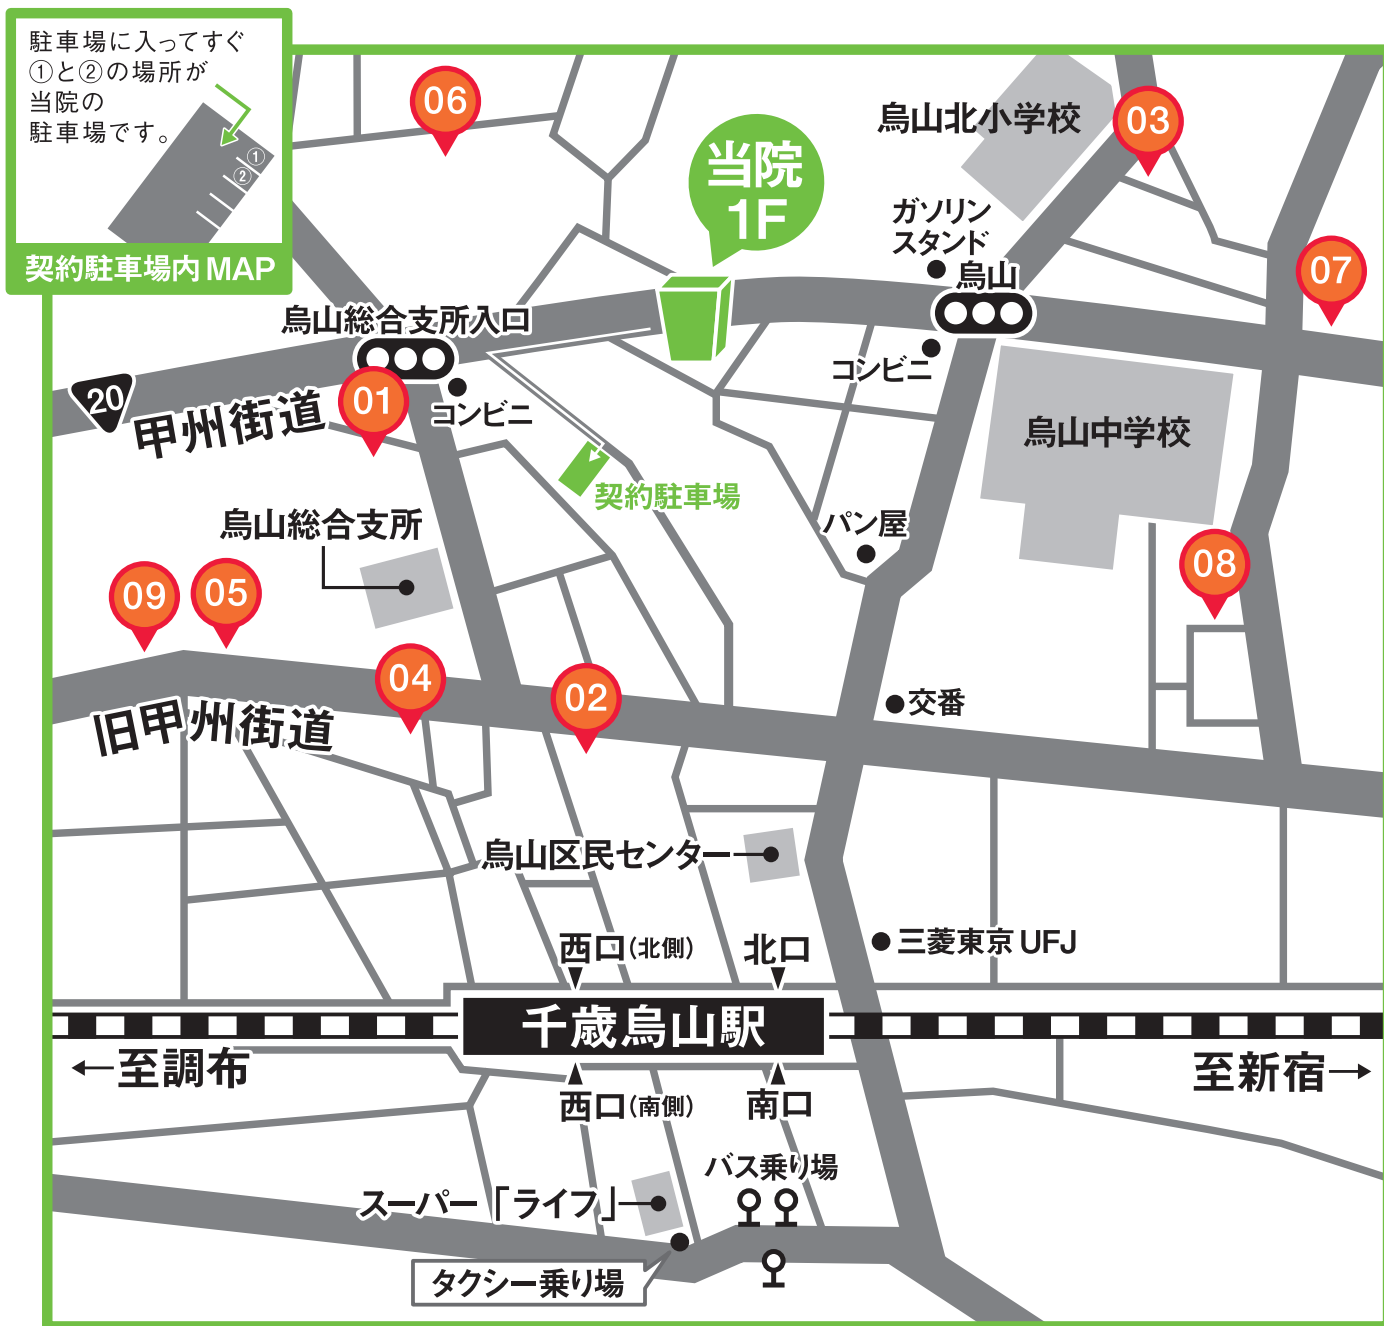 駐車場に入ってすぐ
①と②の場所が
当院の
駐車場です。
①
②
契約駐車場内 MAP
06
当院
1F
烏山北小学校
03
ガソリン
スタンド
烏山
07
烏山総合支所入口
20
甲州街道
01
コンビニ
コンビニ
烏山中学校
契約駐車場
烏山総合支所
パン屋
09
05
08
04
02
交番
旧甲州街道
烏山区民センター
西口(北側)
北口
三菱東京 UFJ
千歳烏山駅
←至調布
至新宿→
西口(南側)
南口
バス乗り場
スーパー「ライフ」
タクシー乗り場